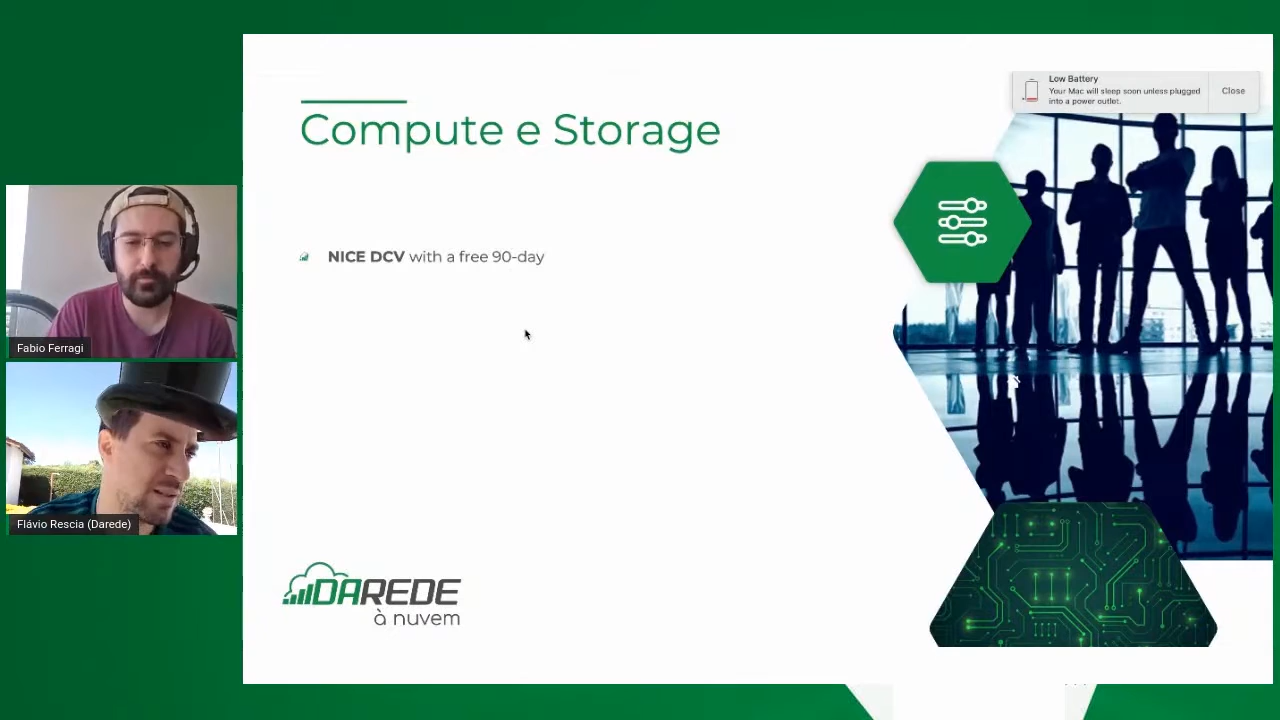 Low Battery
Your Mac will sleep soon unless plugged
into a power outlet.
Close
Compute e Storage
NICE DCV with a free 90-day
Fabio Ferragi
Flávio Rescia (Darede)
DAREDE
à nuvem